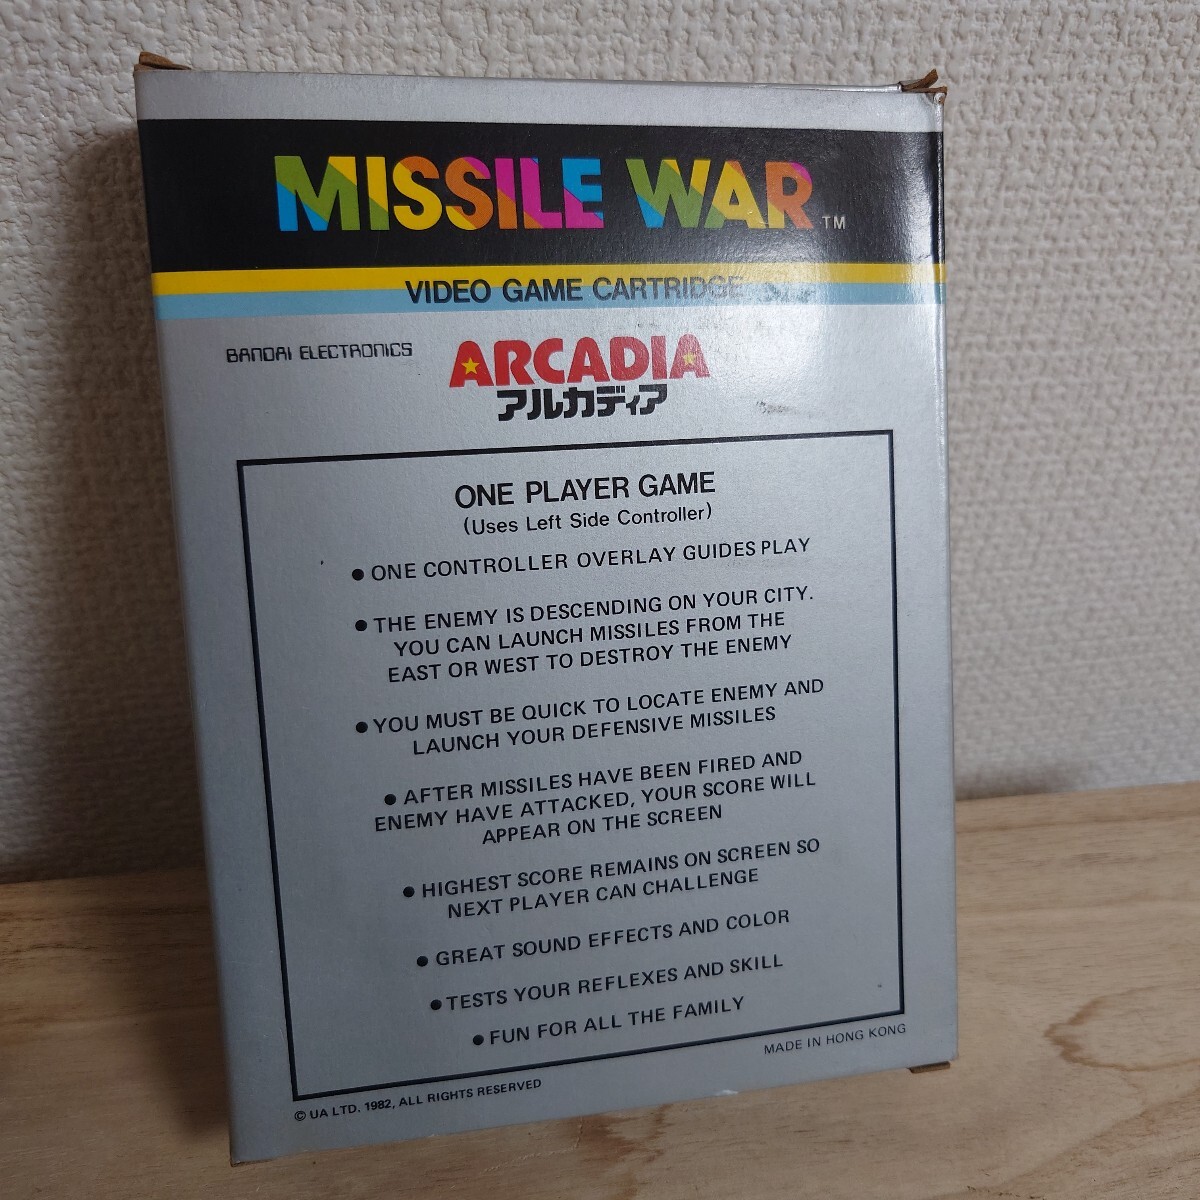 MISSILE WAR TM
VIDEO GAME CARTRIDGE
BANDAI ELECTRONICS
ARCADIA
アルカディア
ONE PLAYER GAME
(Uses Left Side Controller)
● ONE CONTROLLER OVERLAY GUIDES PLAY
● THE ENEMY IS DESCENDING ON YOUR CITY.
YOU CAN LAUNCH MISSILES FROM THE
EAST OR WEST TO DESTROY THE ENEMY
● YOU MUST BE QUICK TO LOCATE ENEMY AND
LAUNCH YOUR DEFENSIVE MISSILES
● AFTER MISSILES HAVE BEEN FIRED AND
ENEMY HAVE ATTACKED, YOUR SCORE WILL
APPEAR ON THE SCREEN
● HIGHEST SCORE REMAINS ON SCREEN SO
NEXT PLAYER CAN CHALLENGE
● GREAT SOUND EFFECTS AND COLOR
● TESTS YOUR REFLEXES AND SKILL
● FUN FOR ALL THE FAMILY
MADE IN HONG KONG
© UA LTD. 1982, ALL RIGHTS RESERVED